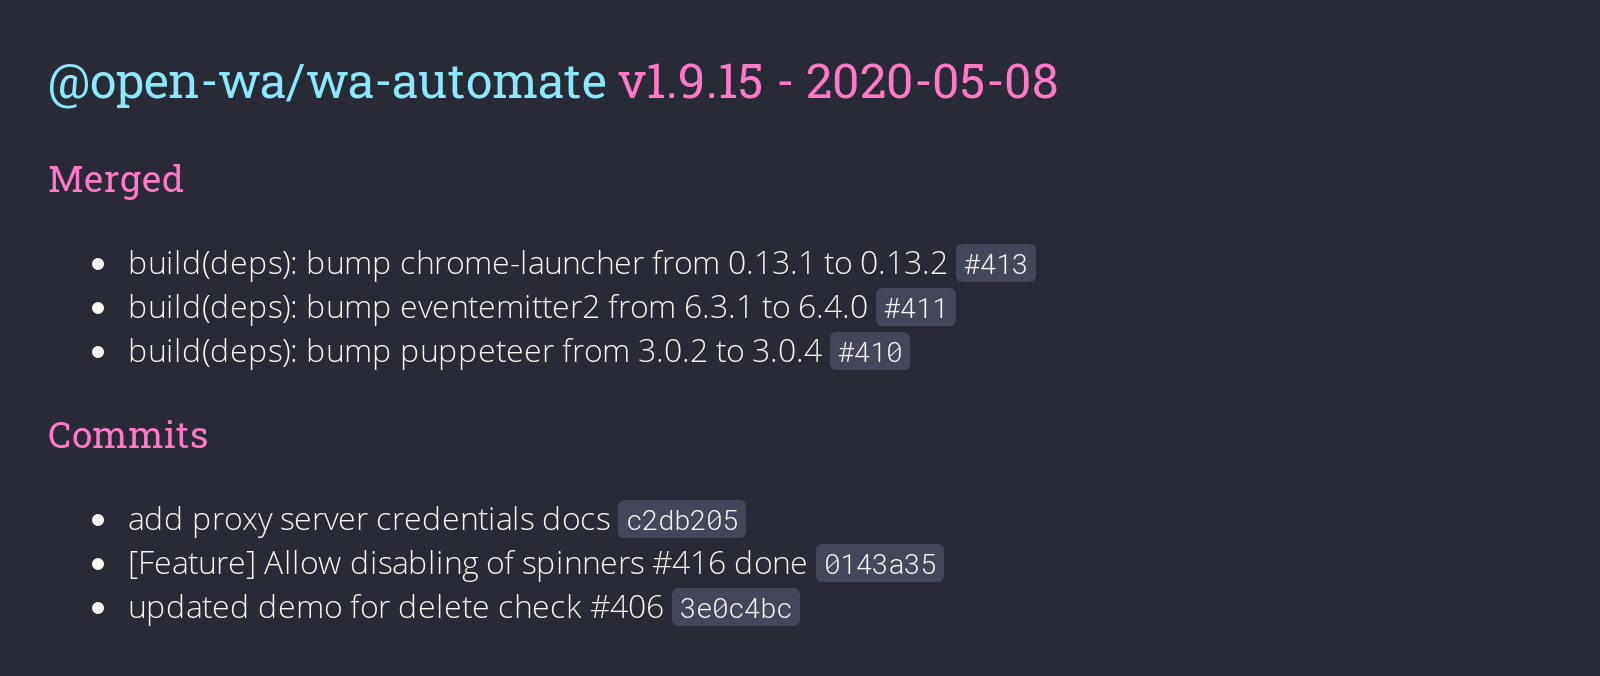 @open-wa/wa-automate v1.9.15 - 2020-05-08
Merged
build(deps): bump chrome-launcher from 0.13.1 to 0.13.2 #413
build(deps): bump eventemitter2 from 6.3.1 to 6.4.0 #411
build(deps): bump puppeteer from 3.0.2 to 3.0.4 #410
Commits
add proxy server credentials docs c2db205
[Feature] Allow disabling of spinners #416 done 0143a35
updated demo for delete check #406 3e0c4bc